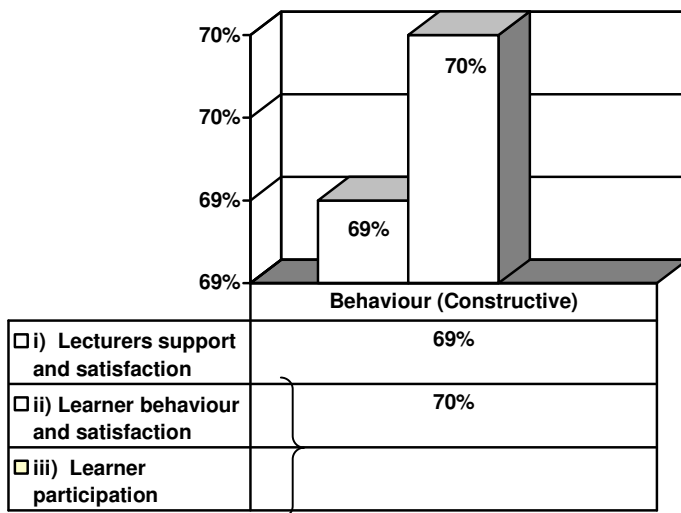 70%
70%
70%
69%
69%
69%
Behaviour (Constructive)
i) Lecturers support
and satisfaction
69%
ii) Learner behaviour
and satisfaction
70%
iii) Learner
participation